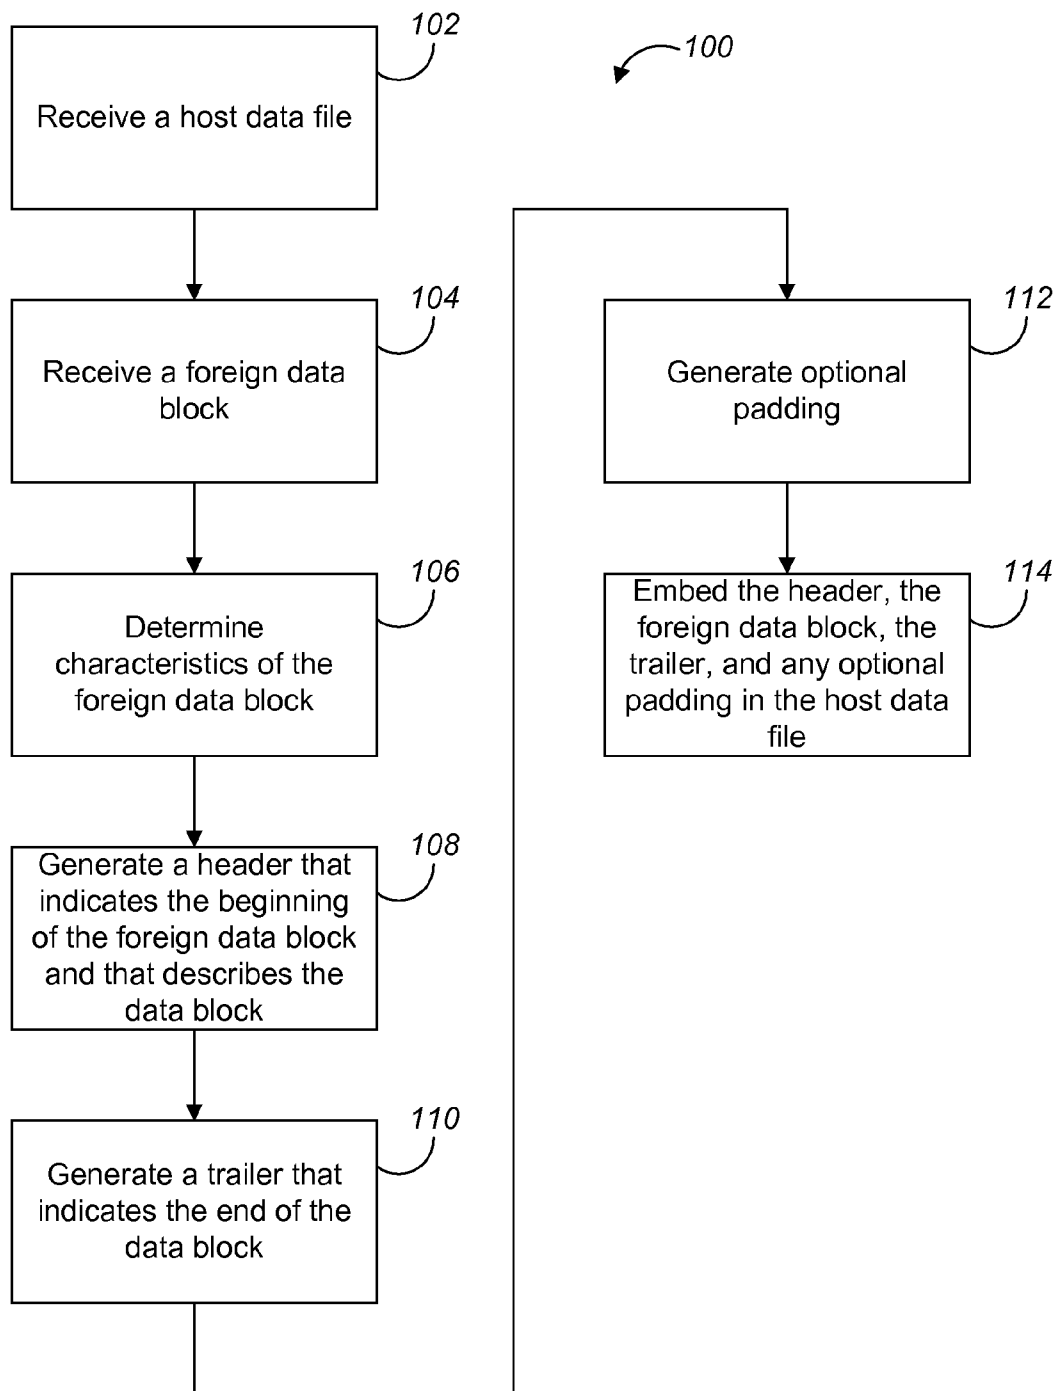 102
Receive a host data file
100
104
Receive a foreign data
block
106
Determine
characteristics of the
foreign data block
108
Generate a header that
indicates the beginning
of the foreign data block
and that describes the
data block
110
Generate a trailer that
indicates the end of the
data block
112
Generate optional
padding
114
Embed the header, the
foreign data block, the
trailer, and any optional
padding in the host data
file